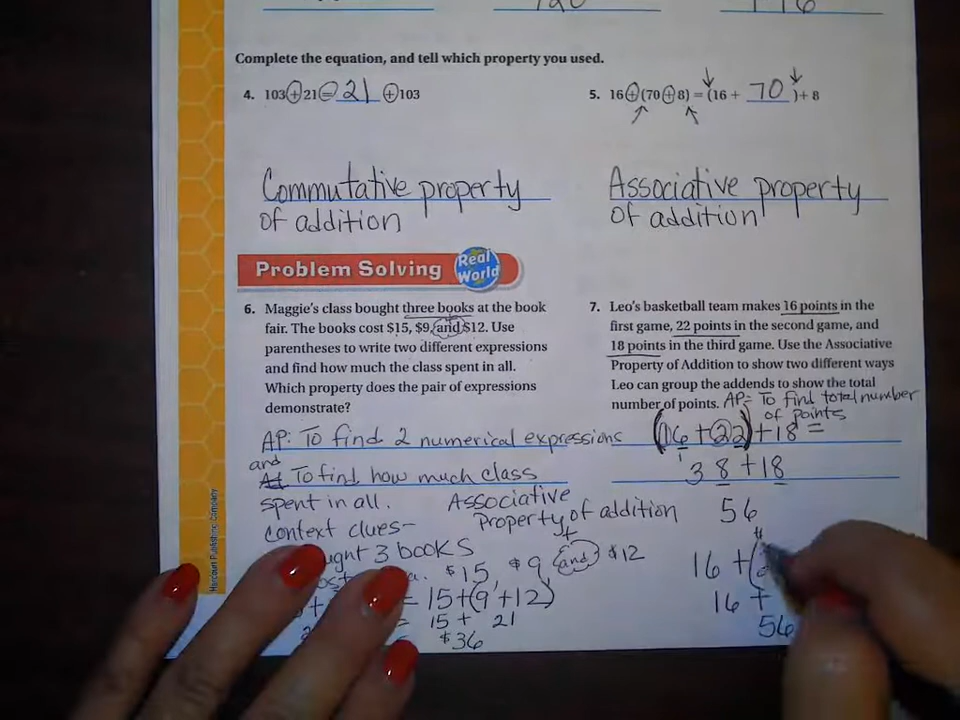 Complete the equation, and tell which property you used.
4. 103 + 21 = 21 + 103
5. 16 + (70 + 8) = (16 + 70) + 8
Commutative property
of addition
Associative property
of addition
Problem Solving
Real
World
6. Maggie's class bought three books at the book
fair. The books cost $15, $9, and $12. Use
parentheses to write two different expressions
and find how much the class spent in all.
Which property does the pair of expressions
demonstrate?
AP: To find 2 numerical expressions
and
To find how much class
spent in all.
Associative
Property of addition
context clues-
3 books
$15, $9 and $12
= 15+(9+12)
= 15 + 21
$36
7. Leo's basketball team makes 16 points in the
first game, 22 points in the second game, and
18 points in the third game. Use the Associative
Property of Addition to show two different ways
Leo can group the addends to show the total
number of points. AP= To find total number
of points
(16+22)+18=
38+18
56
16 + (
16 +
56
Harcourt Publishing Company